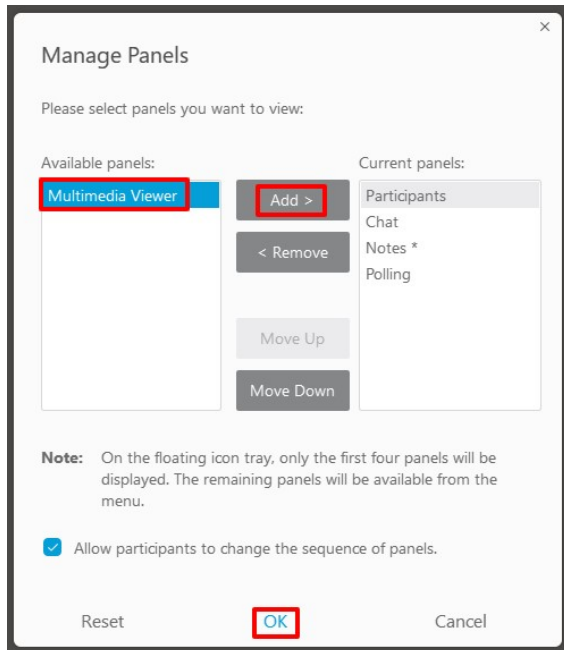 ×
Manage Panels
Please select panels you want to view:
Available panels:
Current panels:
Multimedia Viewer
Add >
< Remove
Move Up
Move Down
Participants
Chat
Notes *
Polling
Note: On the floating icon tray, only the first four panels will be
displayed. The remaining panels will be available from the
menu.
Allow participants to change the sequence of panels.
Reset
OK
Cancel